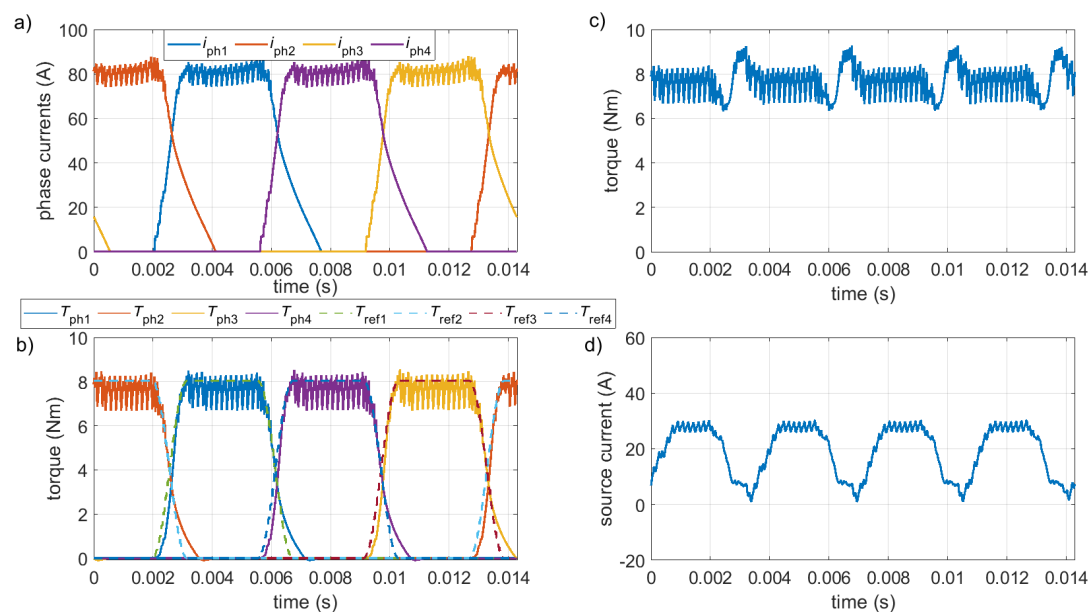 a)
100
80
60
40
20
0
phase currents (A)
i_ph1 i_ph2 i_ph3 i_ph4
0 0.002 0.004 0.006 0.008 0.01 0.012 0.014
time (s)
c)
10
8
6
4
2
0
torque (Nm)
0 0.002 0.004 0.006 0.008 0.01 0.012 0.014
time (s)
T_ph1 T_ph2 T_ph3 T_ph4 T_ref1 T_ref2 T_ref3 T_ref4
b)
10
8
6
4
2
0
torque (Nm)
0 0.002 0.004 0.006 0.008 0.01 0.012 0.014
time (s)
d)
60
40
20
0
-20
source current (A)
0 0.002 0.004 0.006 0.008 0.01 0.012 0.014
time (s)